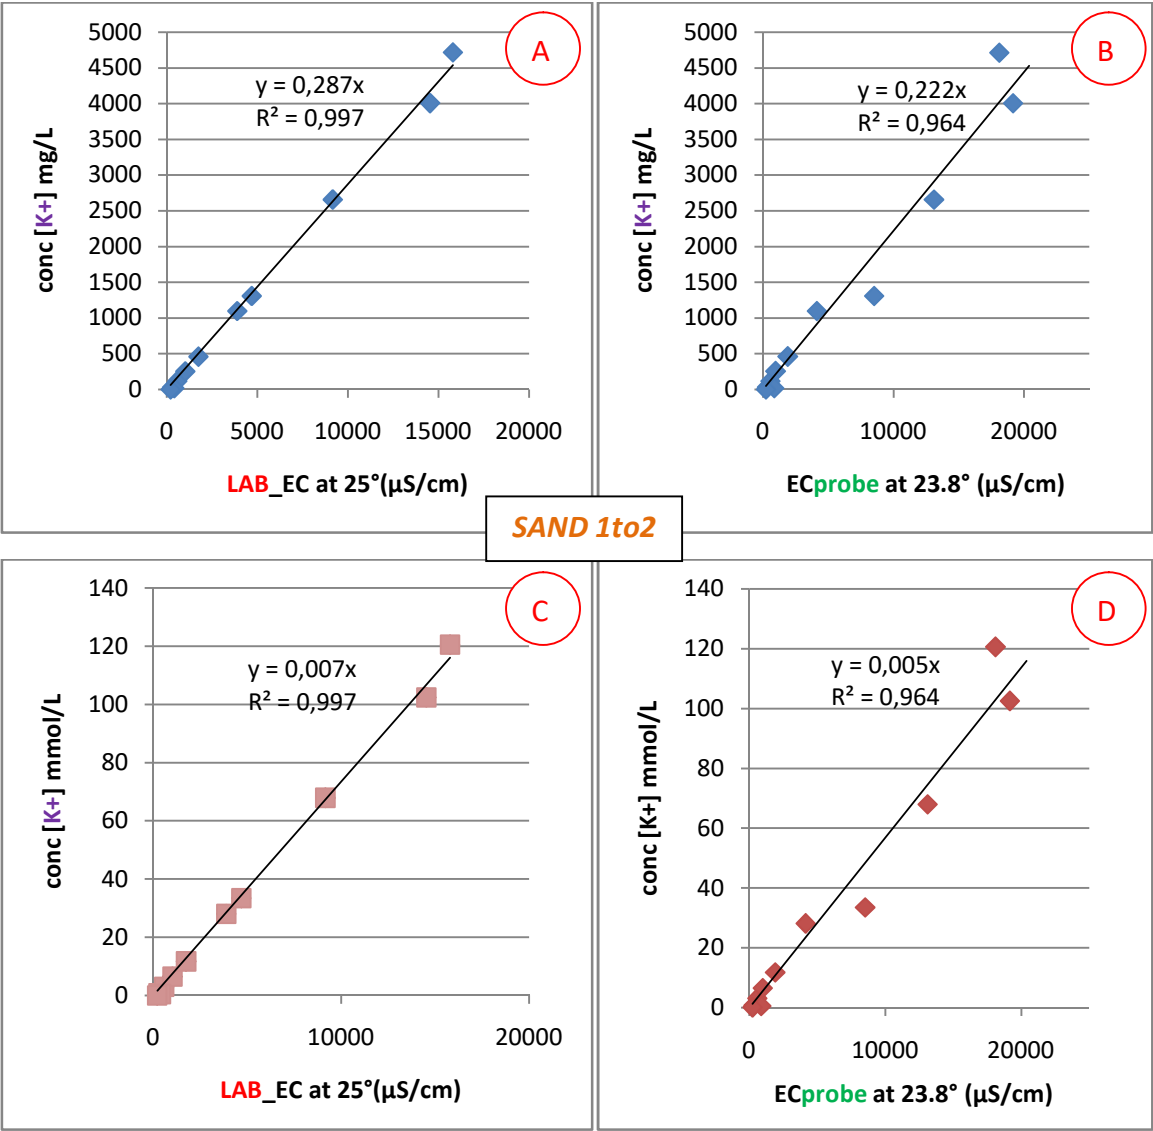 A
5000
4500
4000
3500
3000
2500
2000
1500
1000
500
0
conc [K+] mg/L
y = 0,287x
R² = 0,997
0 5000 10000 15000 20000
LAB_EC at 25°(µS/cm)
B
5000
4500
4000
3500
3000
2500
2000
1500
1000
500
0
conc [K+] mg/L
y = 0,222x
R² = 0,964
0 10000 20000
ECprobe at 23.8° (µS/cm)
SAND 1to2
C
140
120
100
80
60
40
20
0
conc [K+] mmol/L
y = 0,007x
R² = 0,997
0 10000 20000
LAB_EC at 25°(µS/cm)
D
140
120
100
80
60
40
20
0
conc [K+] mmol/L
y = 0,005x
R² = 0,964
0 10000 20000
ECprobe at 23.8° (µS/cm)